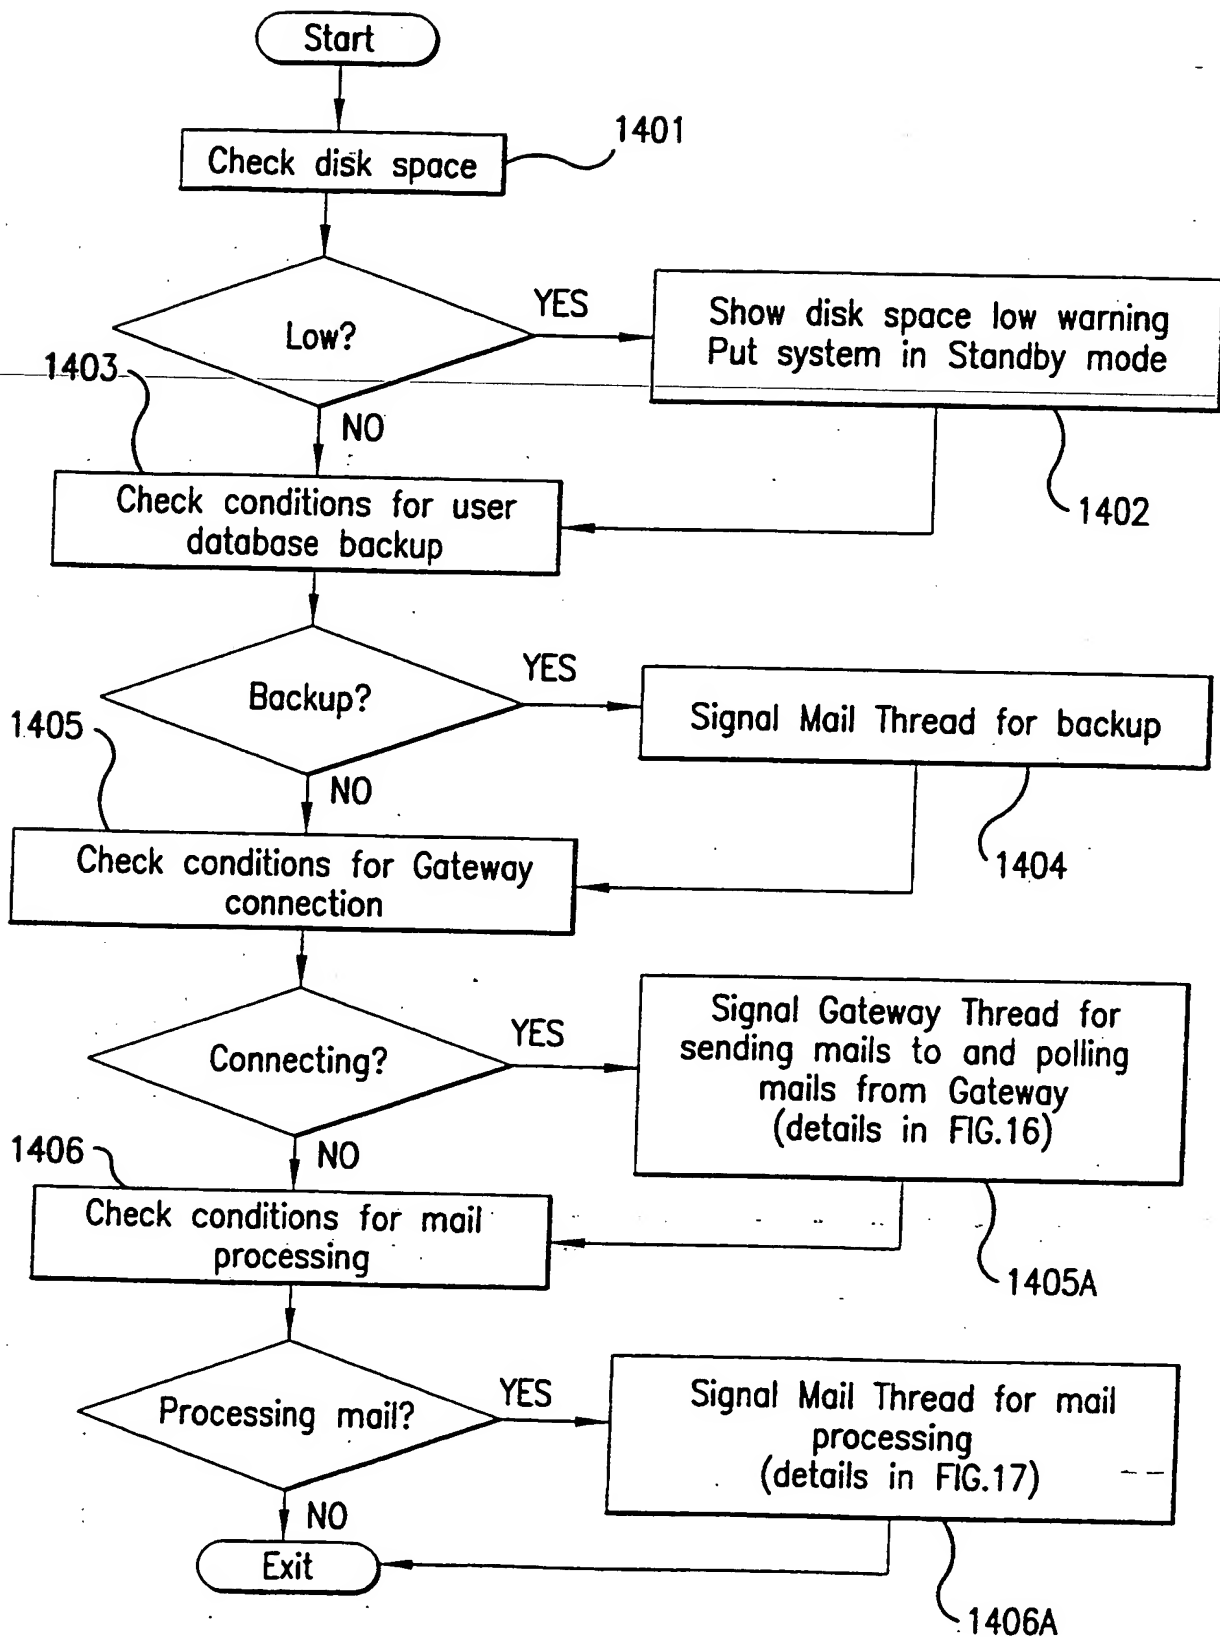 Start
1401
Check disk space
YES
Low?
Show disk space low warning
Put system in Standby mode
1403
NO
1402
Check conditions for user
database backup
YES
Backup?
Signal Mail Thread for backup
1405
NO
1404
Check conditions for Gateway
connection
YES
Connecting?
Signal Gateway Thread for
sending mails to and polling
mails from Gateway
(details in FIG.16)
1406
NO
Check conditions for mail
processing
1405A
YES
Processing mail?
Signal Mail Thread for mail
processing
(details in FIG.17)
NO
Exit
1406A